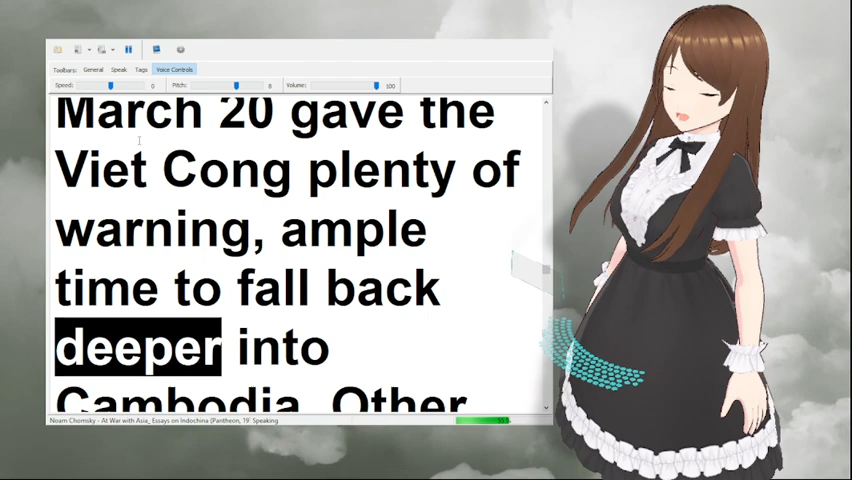 Toolbars: General Speak Tags Voice Controls
Speed: 0 Pitch: 8 Volume: 100
March 20 gave the
Viet Cong plenty of
warning, ample
time to fall back
deeper into
Cambodia. Other
Noam Chomsky - At War with Asia_ Essays on Indochina (Pantheon, 19 Speaking